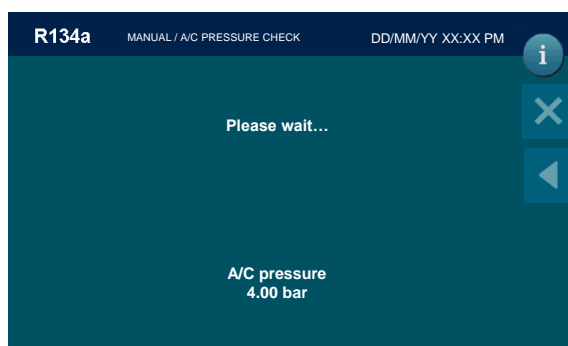 R134a MANUAL / A/C PRESSURE CHECK DD/MM/YY XX:XX PM
i
Please wait…
A/C pressure
4.00 bar